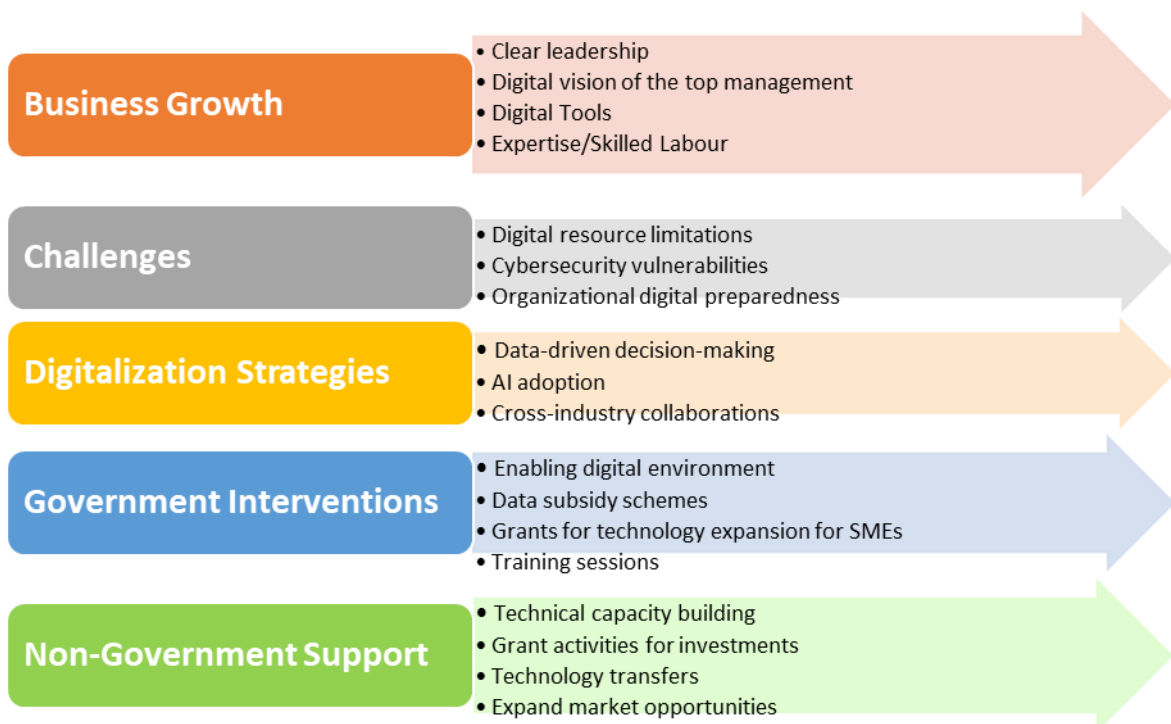 Business Growth
• Clear leadership
• Digital vision of the top management
• Digital Tools
• Expertise/Skilled Labour
Challenges
• Digital resource limitations
• Cybersecurity vulnerabilities
• Organizational digital preparedness
Digitalization Strategies
• Data-driven decision-making
• AI adoption
• Cross-industry collaborations
Government Interventions
• Enabling digital environment
• Data subsidy schemes
• Grants for technology expansion for SMEs
• Training sessions
Non-Government Support
• Technical capacity building
• Grant activities for investments
• Technology transfers
• Expand market opportunities